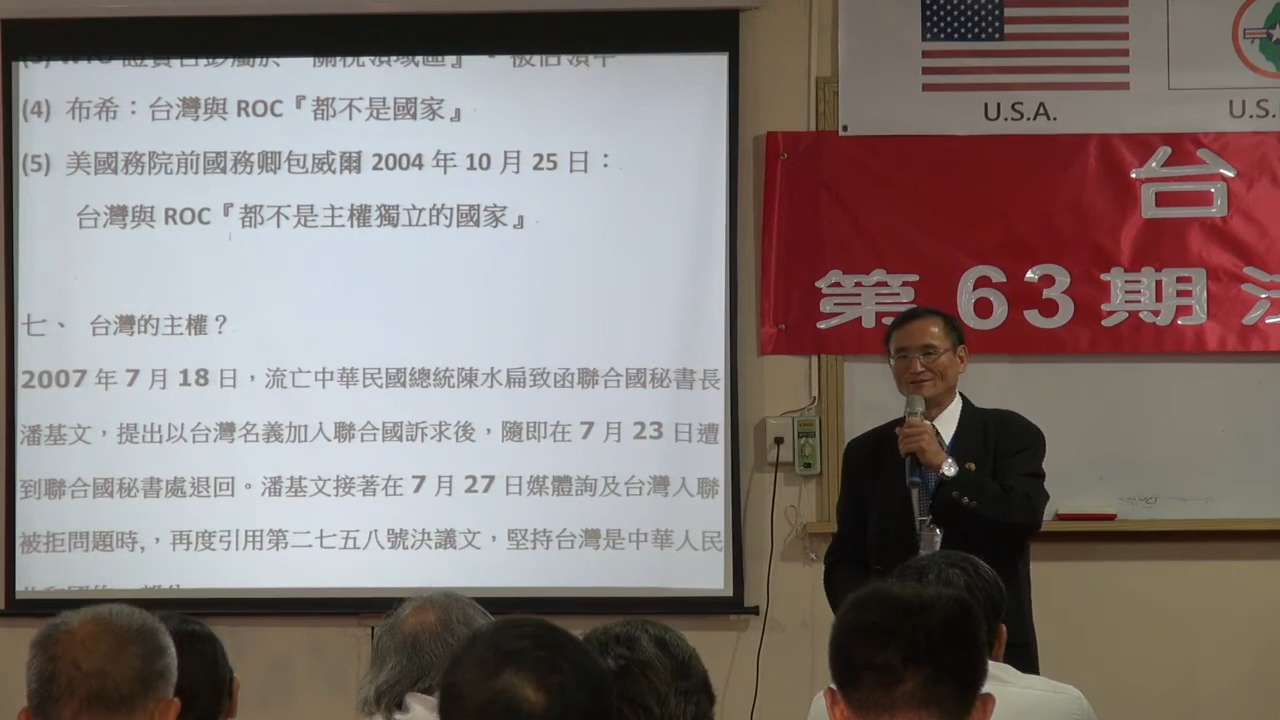 (4) 布希：台灣與 ROC『都不是國家』
(5) 美國務院前國務卿包威爾 2004 年 10 月 25 日：
台灣與 ROC『都不是主權獨立的國家』
七、 台灣的主權？
2007 年 7 月 18 日，流亡中華民國總統陳水扁致函聯合國秘書長
潘基文，提出以台灣名義加入聯合國訴求後，隨即在 7 月 23 日遭
到聯合國秘書處退回。潘基文接著在 7 月 27 日媒體詢及台灣人聯
被拒問題時,，再度引用第二七五八號決議文，堅持台灣是中華人民
U.S.A.
U.S.
台
第 63 期